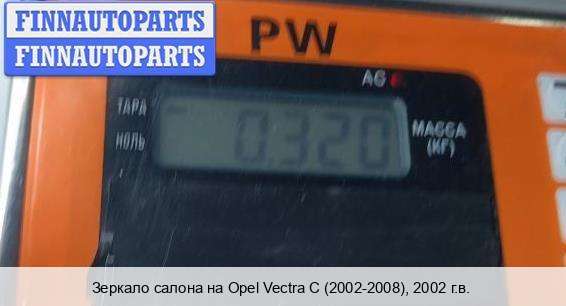 FINNAUTOPARTS
FINNAUTOPARTS
PW
AG
ТАРА
НОЛЬ
0.320
МАССА
(КГ)
Зеркало салона на Opel Vectra C (2002-2008), 2002 г.в.